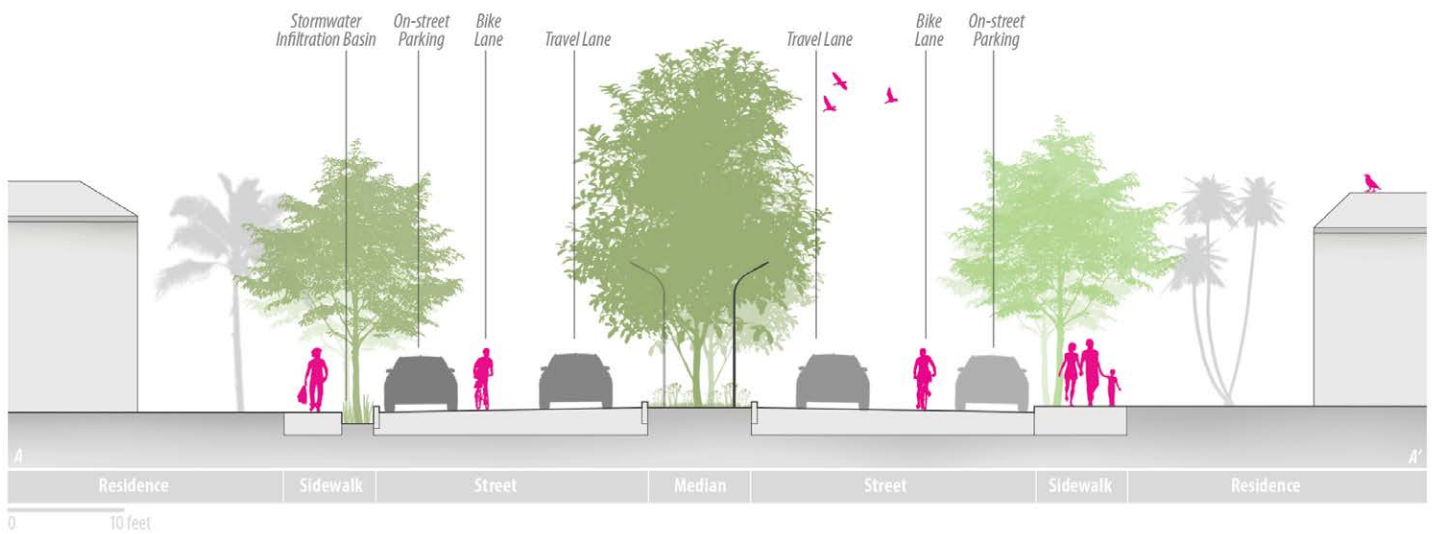 Stormwater
Infiltration Basin
On-street
Parking
Bike
Lane
Travel Lane
Travel Lane
Bike
Lane
On-street
Parking
A
A'
Residence
Sidewalk
Street
Median
Street
Sidewalk
Residence
0
10 feet